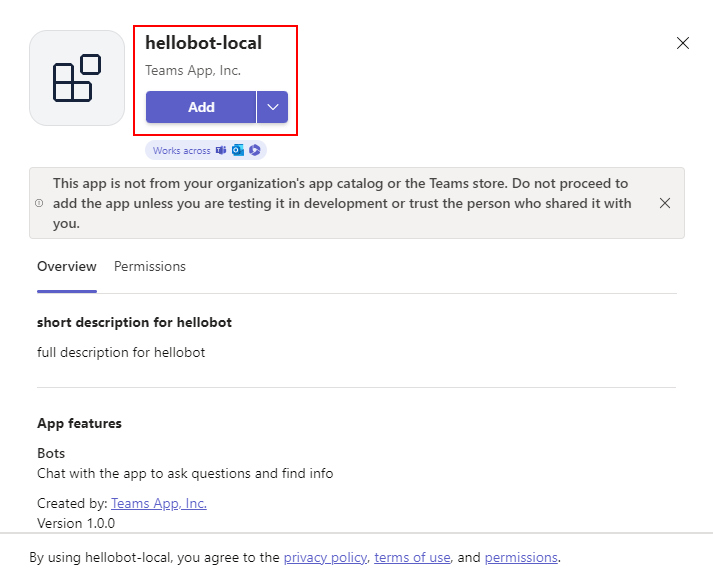 hellobot-local
Teams App, Inc.
Add
Works across
This app is not from your organization's app catalog or the Teams store. Do not proceed to
add the app unless you are testing it in development or trust the person who shared it with
you.
Overview Permissions
short description for hellobot
full description for hellobot
App features
Bots
Chat with the app to ask questions and find info
Created by: Teams App, Inc.
Version 1.0.0
By using hellobot-local, you agree to the privacy policy, terms of use, and permissions.